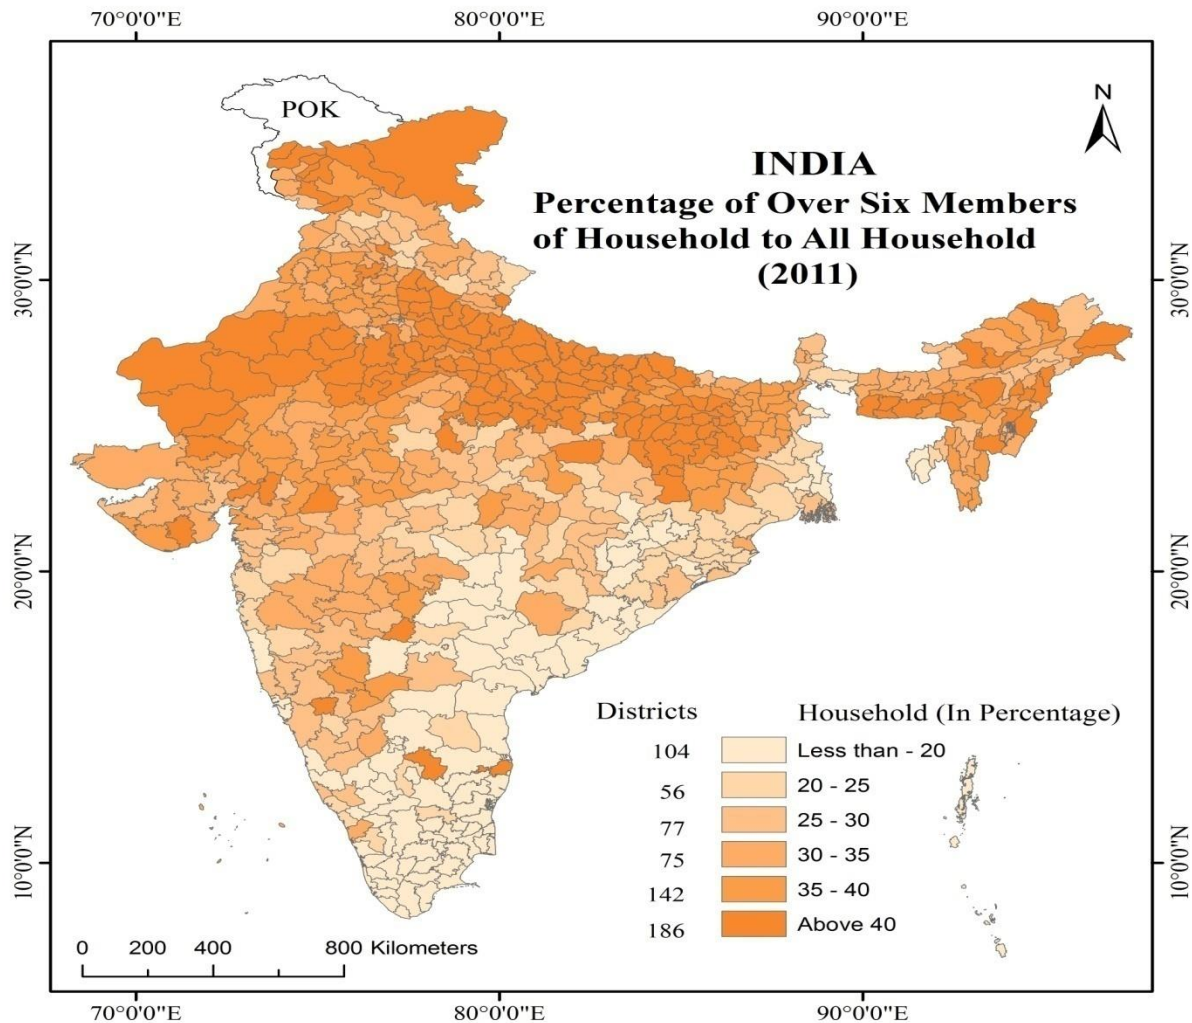 70°0'0"E 80°0'0"E 90°0'0"E
POK
N
INDIA
Percentage of Over Six Members
of Household to All Household
(2011)
30°0'0"N 30°0'0"N
20°0'0"N 20°0'0"N
10°0'0"N 10°0'0"N
Districts Household (In Percentage)
104 Less than - 20
56 20 - 25
77 25 - 30
75 30 - 35
142 35 - 40
186 Above 40
0 200 400 800 Kilometers
70°0'0"E 80°0'0"E 90°0'0"E